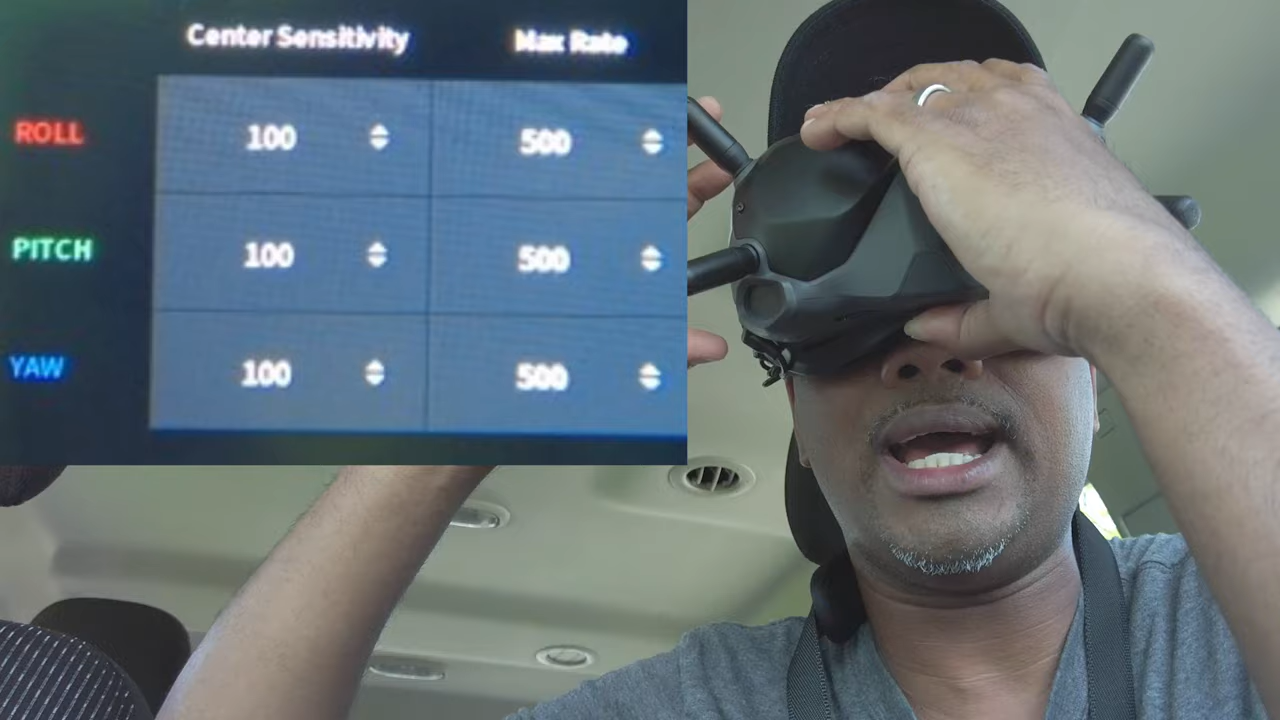 Center Sensitivity Max Rate
ROLL 100 500
PITCH 100 500
YAW 100 500